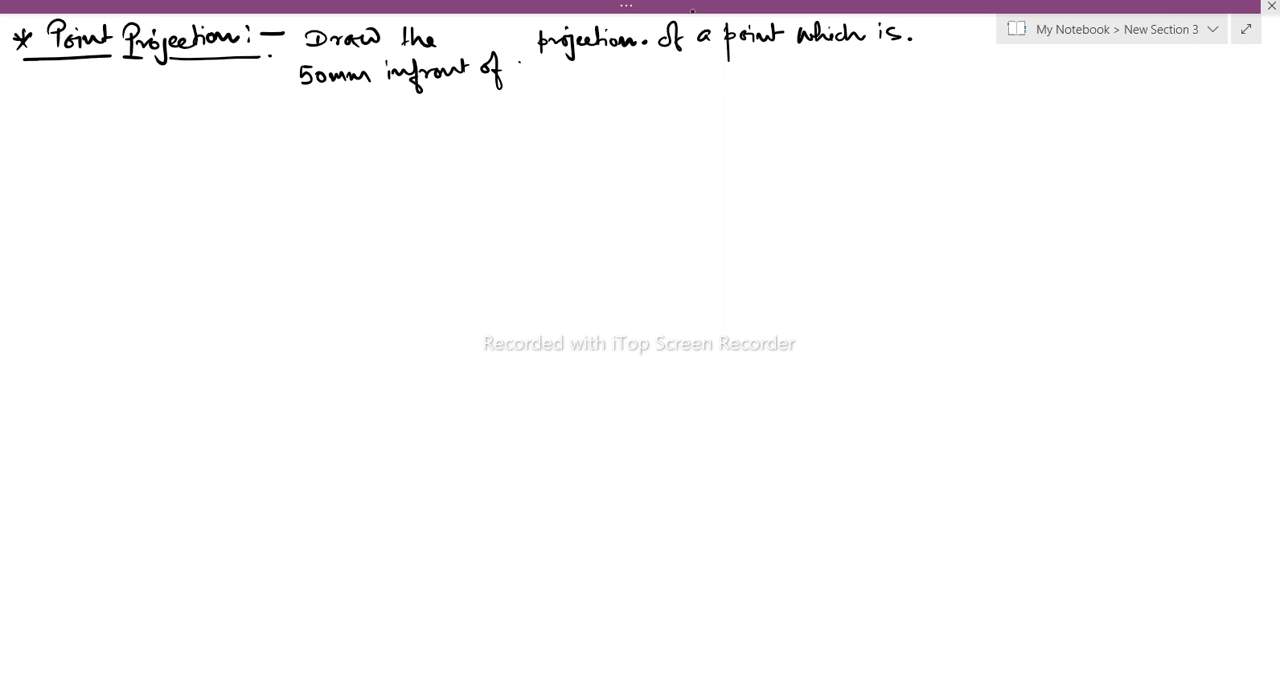 ...
My Notebook > New Section 3
* Point Projection:- Draw the projection. Of a point which is.
50mm infront of
Recorded with iTop Screen Recorder